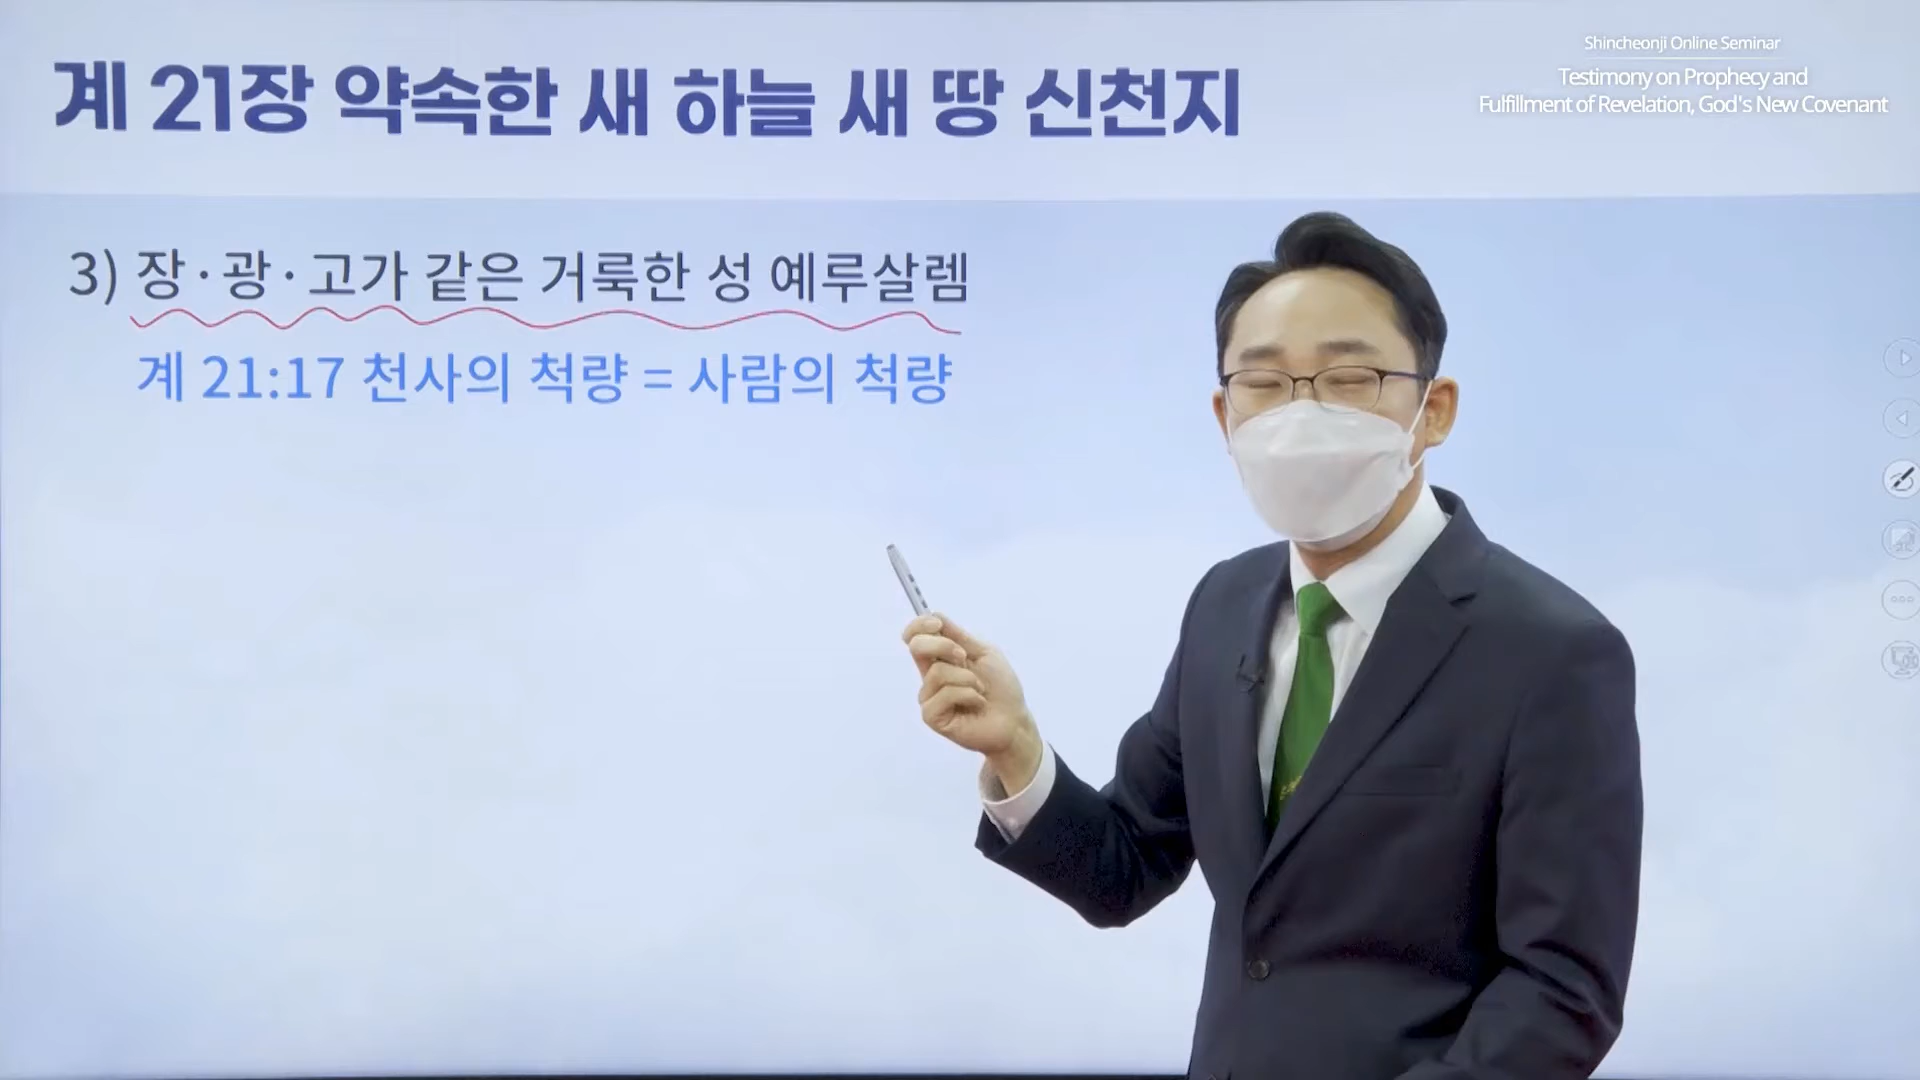 계 21장 약속한 새 하늘 새 땅 신천지
Shincheonji Online Seminar
Testimony on Prophecy and
Fulfillment of Revelation, God's New Covenant
3) 장·광·고가 같은 거룩한 성 예루살렘
계 21:17 천사의 척량 = 사람의 척량